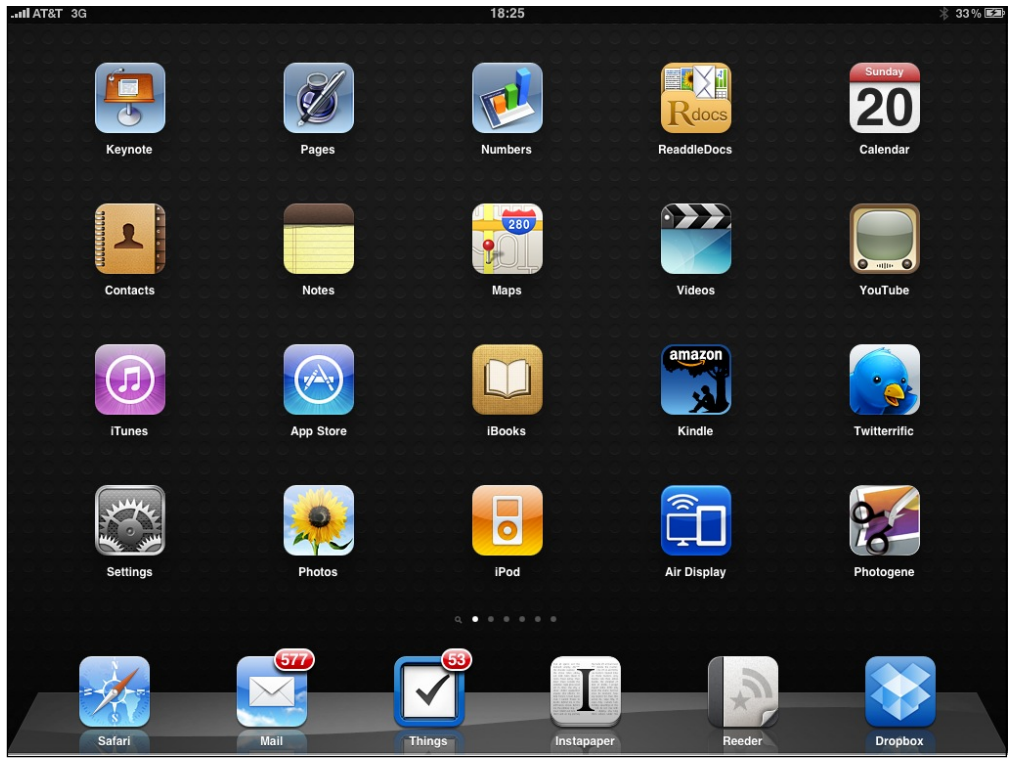 AT&T 3G 18:25 33%
Sunday
Rdocs 20
Keynote Pages Numbers ReaddleDocs Calendar
280
Contacts Notes Maps Videos YouTube
amazon
iTunes App Store iBooks Kindle Twitterrific
Settings Photos iPod Air Display Photogene
577 53
N
W E
S
I
Safari Mail Things Instapaper Reeder Dropbox